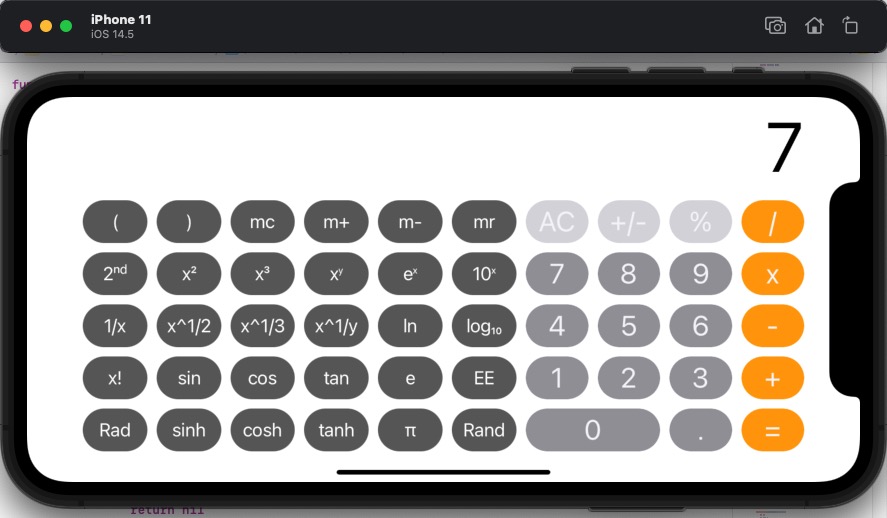 iPhone 11
iOS 14.5
fu
7
( ) mc m+ m- mr AC +/- % /
2ⁿᵈ x² x³ xʸ eˣ 10ˣ 7 8 9 x
1/x x^1/2 x^1/3 x^1/y ln log₁₀ 4 5 6 -
x! sin cos tan e EE 1 2 3 +
Rad sinh cosh tanh π Rand 0 . =
return nil